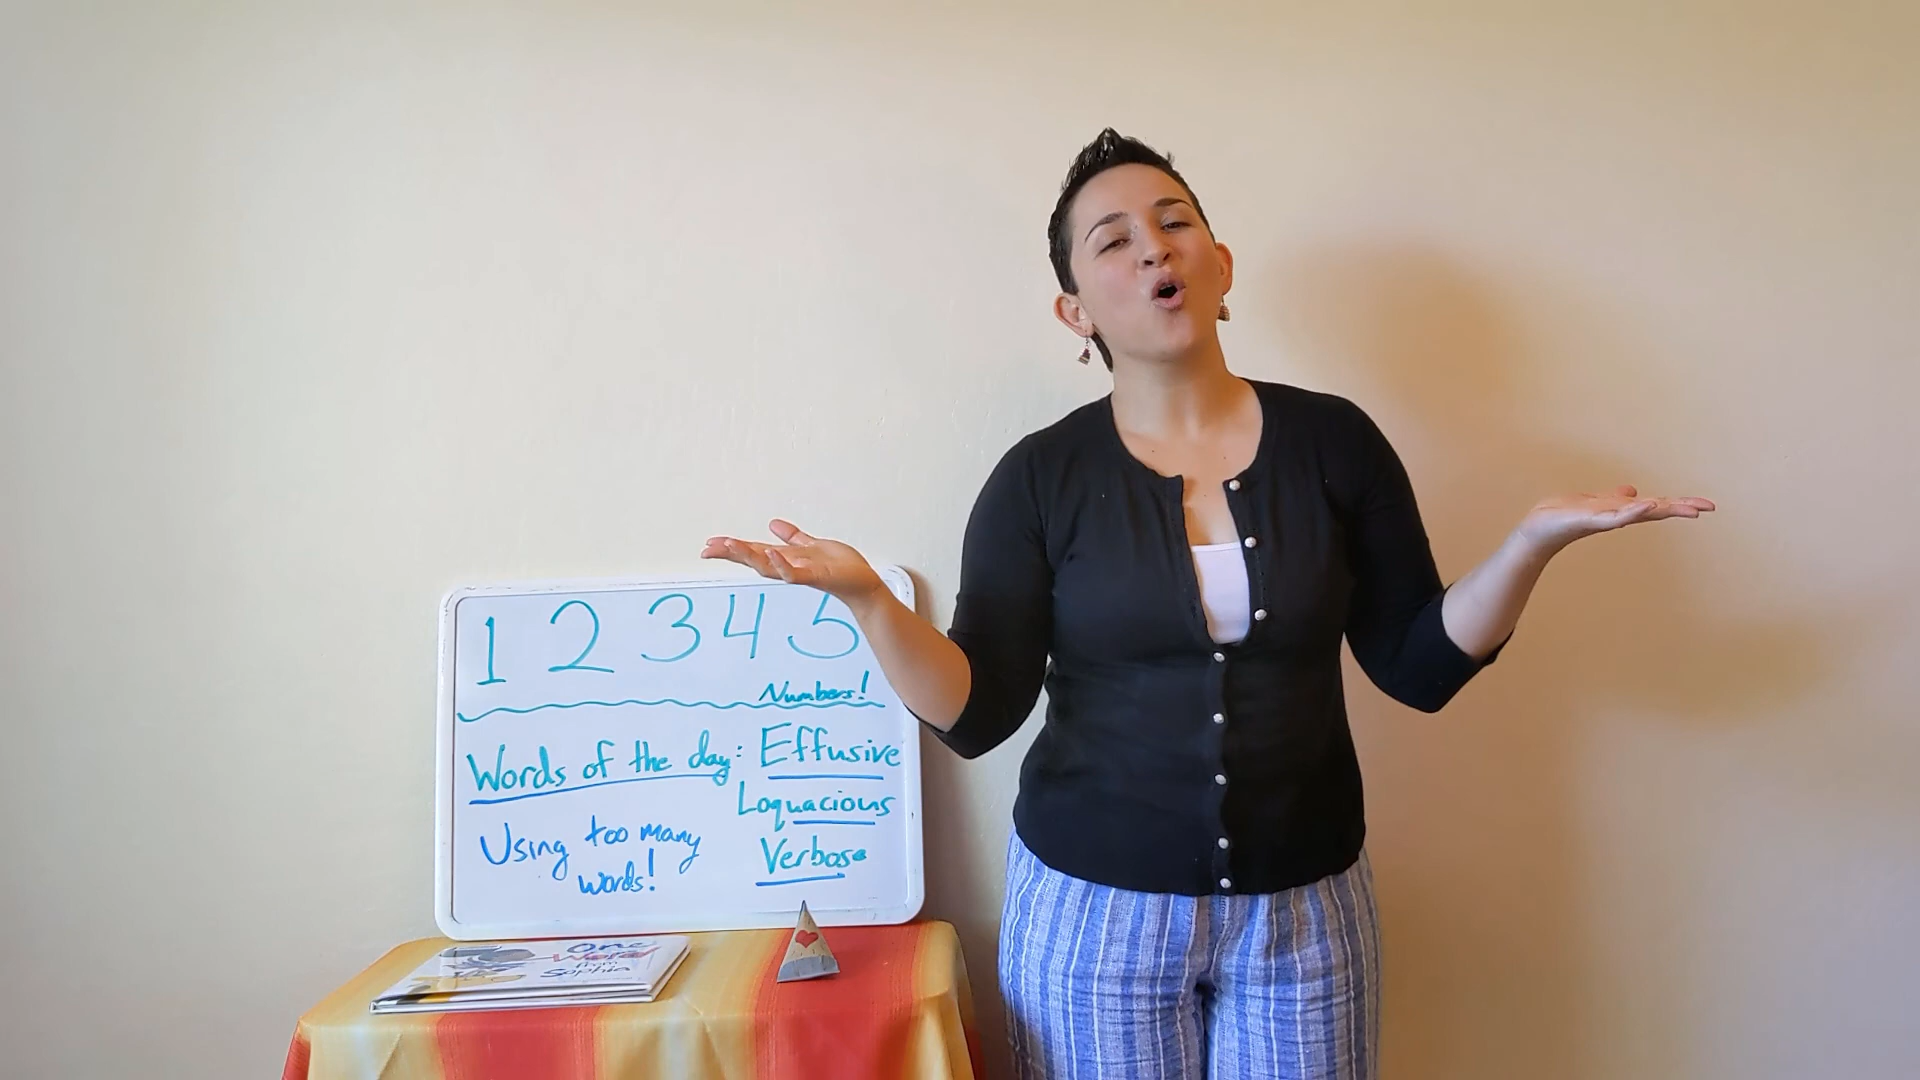 1 2 3 4 5
Numbers!
Words of the day: Effusive
Loquacious
Using too many
words!
Verbose
One
Word
from
Sophia